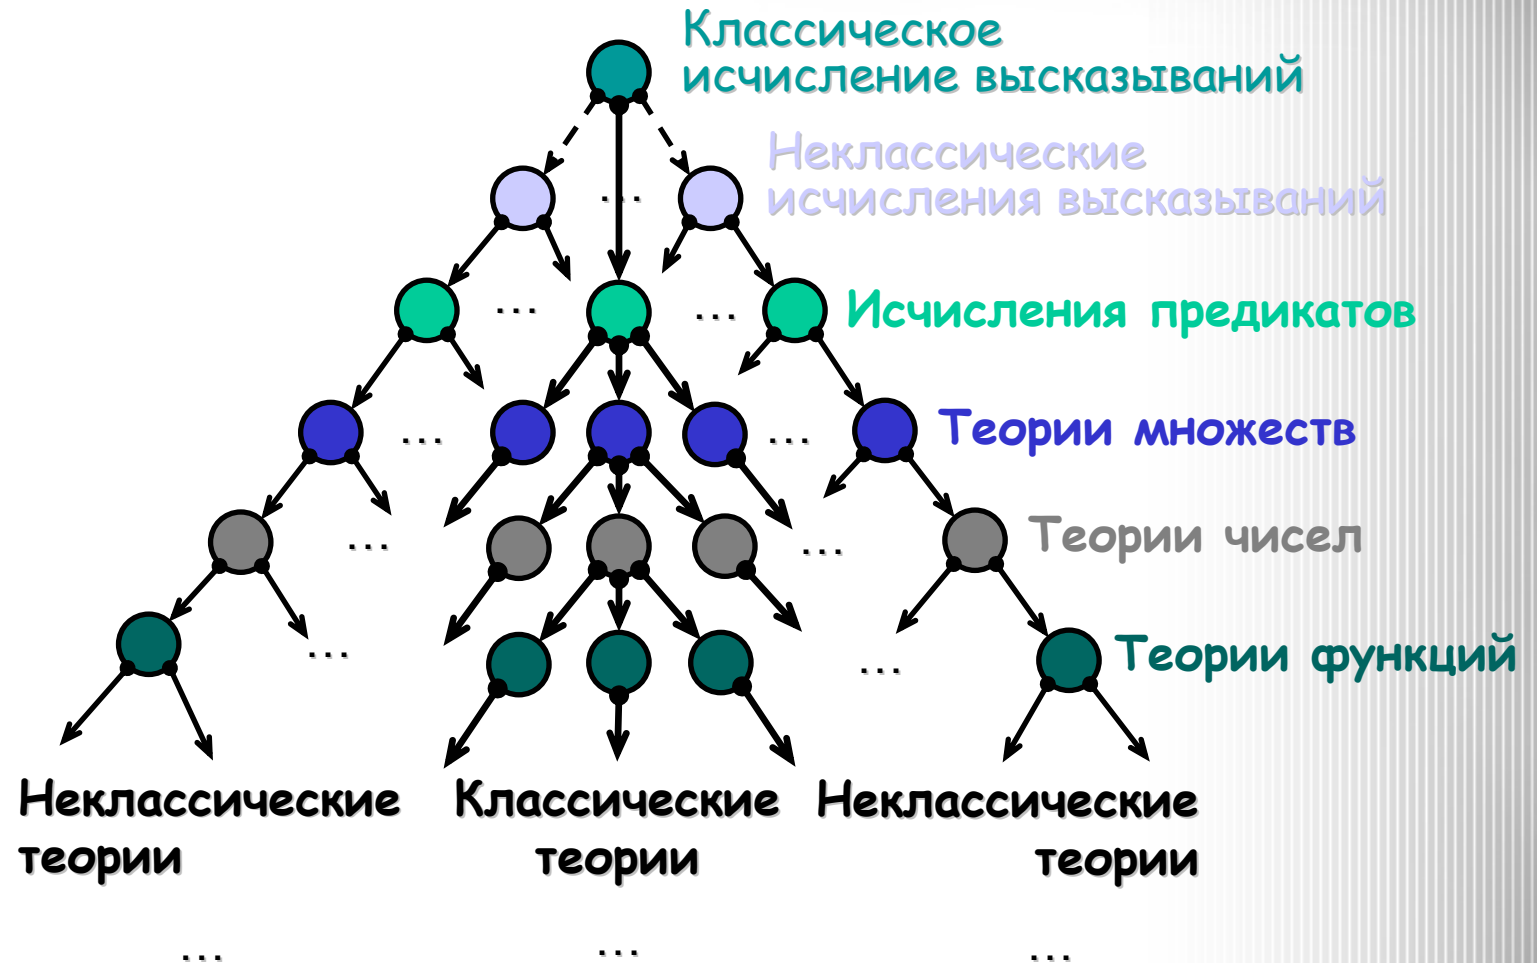 Классическое
исчисление высказываний
Неклассические
исчисления высказываний
...
... ... Исчисления предикатов
... ... Теории множеств
... ... Теории чисел
... ... Теории функций
Неклассические
теории
Классические
теории
Неклассические
теории
... ... ...